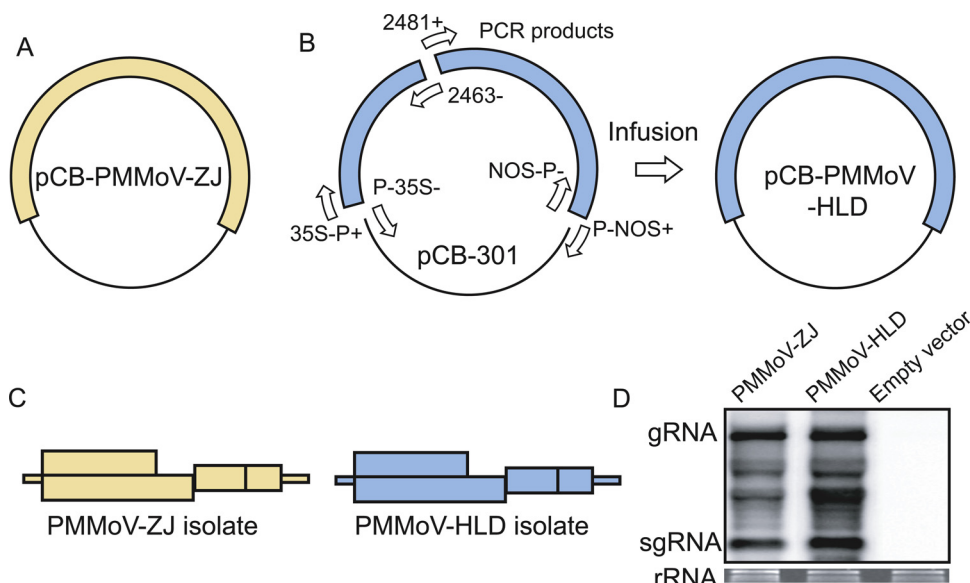 A
pCB-PMMoV-ZJ
B
2481+
PCR products
2463-
P-35S-
35S-P+
NOS-P-
P-NOS+
pCB-301
Infusion
pCB-PMMoV
-HLD
C
PMMoV-ZJ isolate
PMMoV-HLD isolate
D
PMMoV-ZJ
PMMoV-HLD
Empty vector
gRNA
sgRNA
rRNA